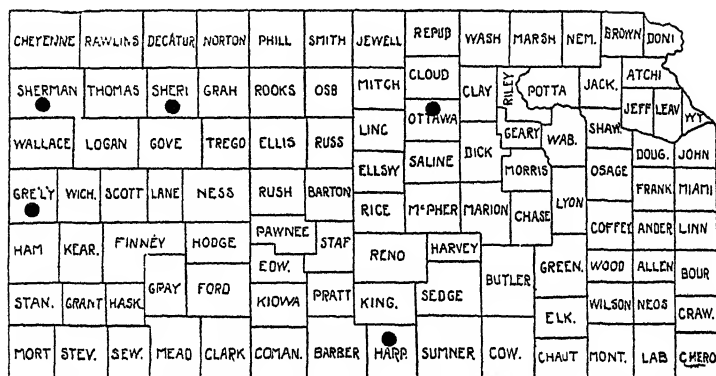 CHEYENNE RAWLINS DECATUR NORTON PHILL SMITH JEWELL REPUB WASH MARSH NEM. BROWN DONI
SHERMAN THOMAS SHERI GRAH ROOKS OSB MITCH CLOUD CLAY RILEY POTTA JACK. ATCHI
OTTAWA JEFF LEAV WY
WALLACE LOGAN GOVE TREGO ELLIS RUSS LINC GEARY WAB. SHAW.
SALINE DICK DOUG. JOHN
ELLSW MORRIS OSAGE
GRE'LY WICH. SCOTT LANE NESS RUSH BARTON FRANK MIAMI
RICE McPHER MARION CHASE LYON
HAM KEAR. FINNEY HODGE PAWNEE STAF RENO HARVEY COFFEY ANDER LINN
EDW. BUTLER GREEN. WOOD ALLEN BOUR
STAN. GRANT HASK. GRAY FORD KIOWA PRATT KING. SEDGE WILSON NEOS CRAW.
ELK.
MORT STEV. SEW. MEAD CLARK COMAN. BARBER HARP. SUMNER COW. CHAUT MONT. LAB CHERO